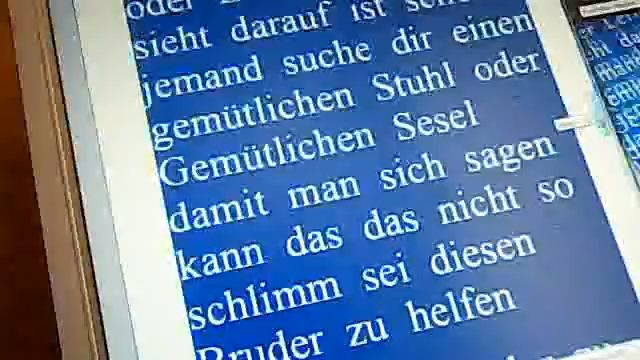 oder
sieht darauf ist
jemand suche dir einen
gemütlichen Stuhl oder
Gemütlichen Sesel
damit man sich sagen
kann das das nicht so
schlimm sei diesen
Bruder zu helfen